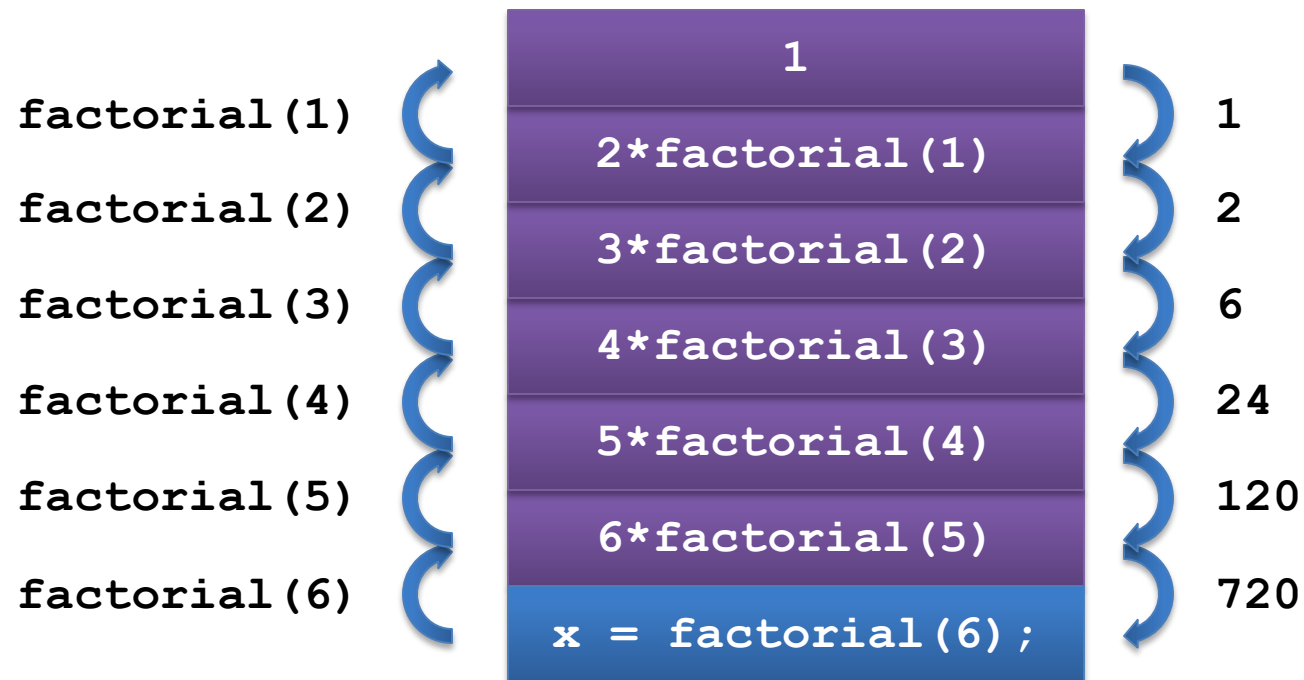 1
factorial(1)
1
2*factorial(1)
factorial(2)
2
3*factorial(2)
factorial(3)
6
4*factorial(3)
factorial(4)
24
5*factorial(4)
factorial(5)
120
6*factorial(5)
factorial(6)
720
x = factorial(6);